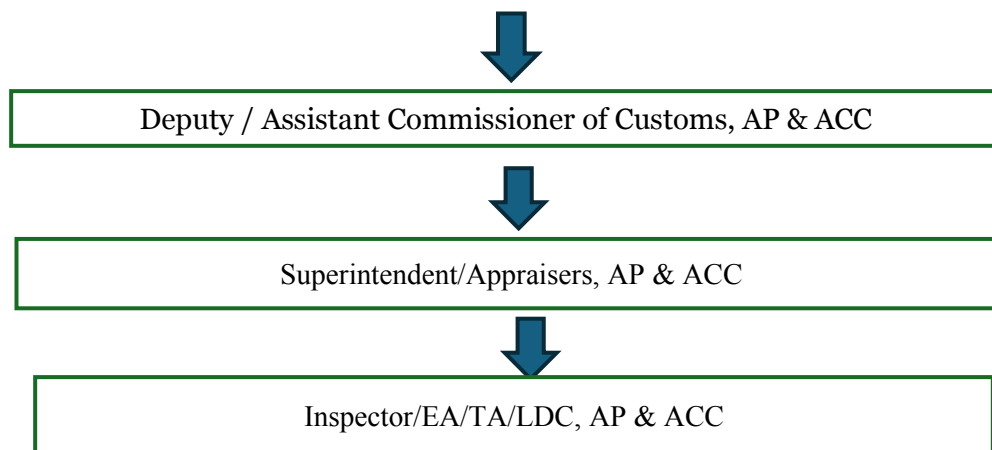 Deputy / Assistant Commissioner of Customs, AP & ACC
Superintendent/Appraisers, AP & ACC
Inspector/EA/TA/LDC, AP & ACC